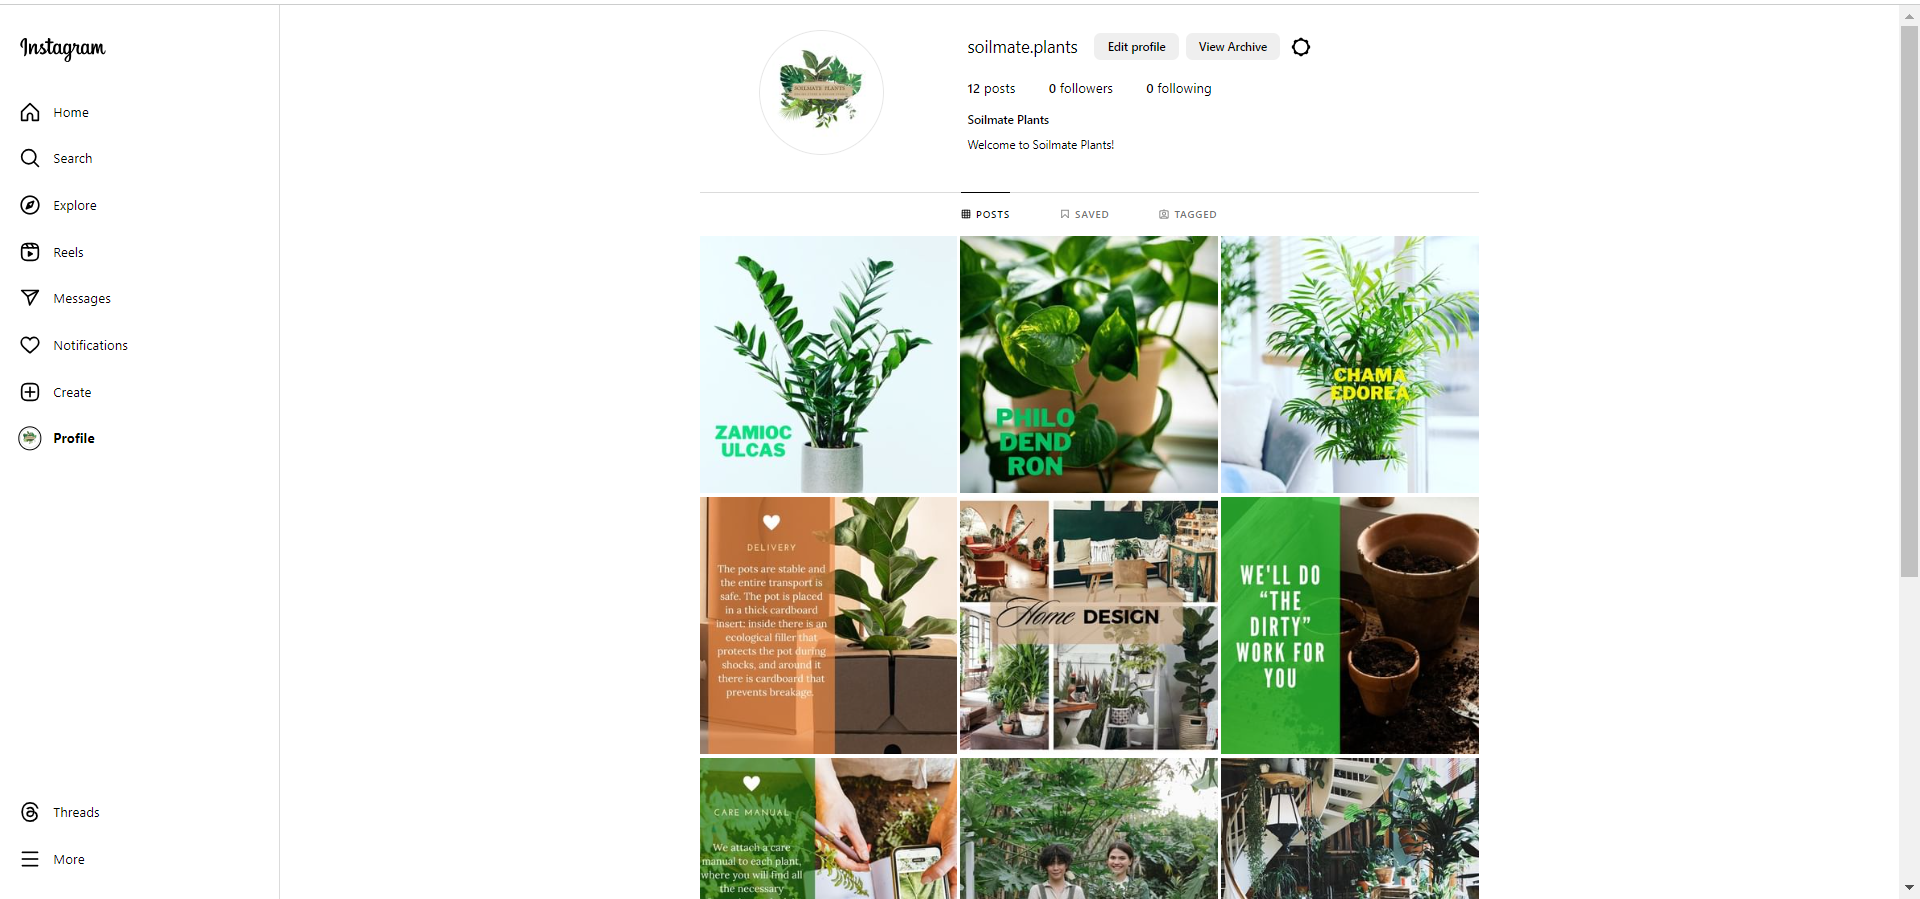 Instagram
Home
Search
Explore
Reels
Messages
Notifications
Create
Profile
Threads
More
SOILMATE PLANTS
soilmate.plants
Edit profile
View Archive
12 posts
0 followers
0 following
Soilmate Plants
Welcome to Soilmate Plants!
POSTS
SAVED
TAGGED
ZAMIOC
ULCAS
PHILO
DEND
RON
CHAMA
EDOREA
DELIVERY
The pots are stable and
the entire transport is
safe. The pot is placed
in a thick cardboard
insert; inside there is an
ecological filler that
protects the pot during
shocks, and around it
there is cardboard that
prevents breakage.
Home DESIGN
WE'LL DO
“THE
DIRTY”
WORK FOR
YOU
CARE MANUAL
We attach a care
manual to each plant,
where you will find all
the necessary